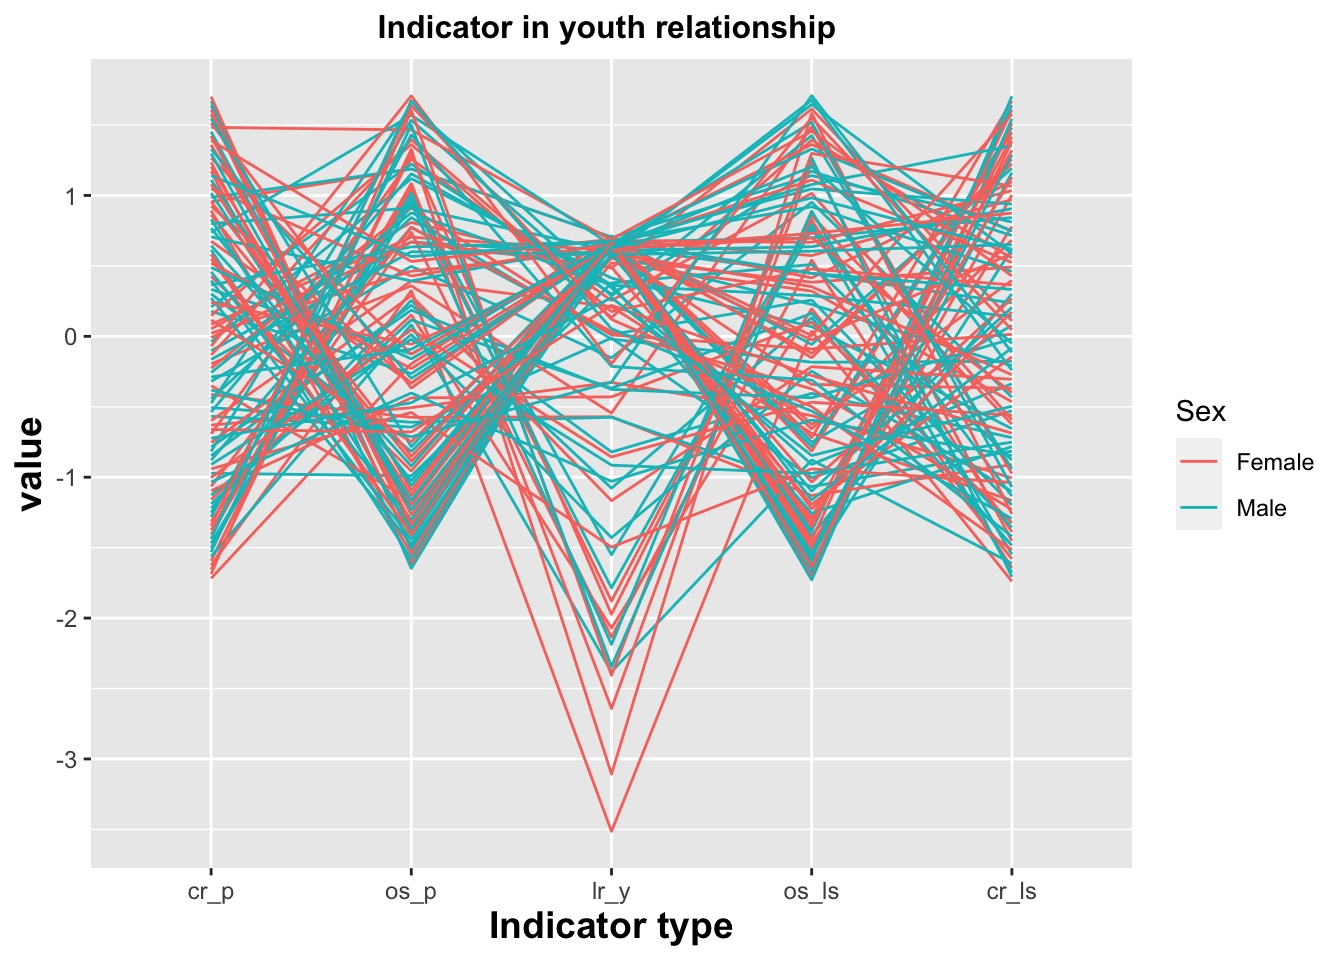 Indicator in youth relationship
value
1
0
-1
-2
-3
cr_p
os_p
lr_y
os_ls
cr_ls
Indicator type
Sex
Female
Male